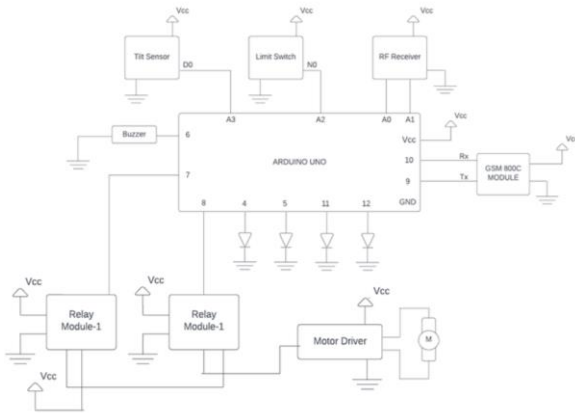 Vcc
Vcc
Vcc
Tilt Sensor
D0
Limit Switch
N0
RF Receiver
A3
A2
A0
A1
Vcc
Vcc
Buzzer
6
ARDUINO UNO
10
Rx
GSM 800C
MODULE
Vcc
7
9
Tx
8
4
5
11
12
GND
Vcc
Vcc
Vcc
Relay
Module-1
Relay
Module-1
Motor Driver
M
Vcc